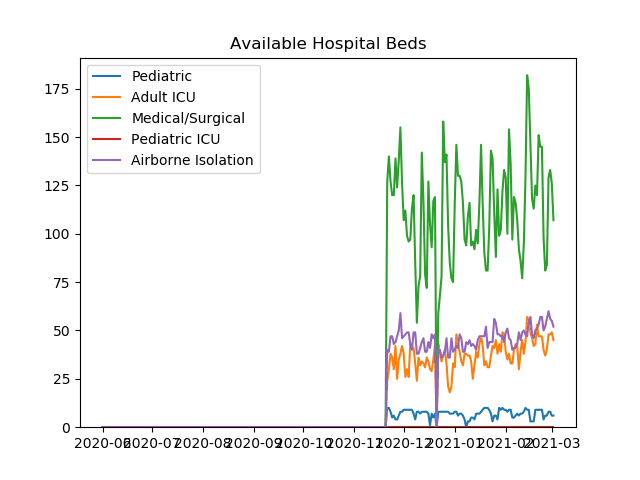 Available Hospital Beds
Pediatric
Adult ICU
Medical/Surgical
Pediatric ICU
Airborne Isolation
175
150
125
100
75
50
25
0
2020-06 2020-07 2020-08 2020-09 2020-10 2020-11 2020-12 2021-01 2021-02 2021-03